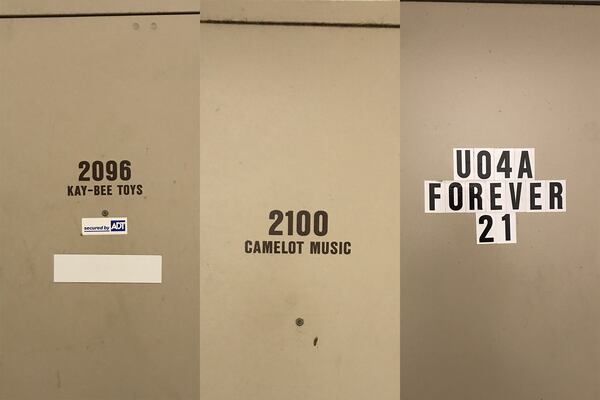 2096
KAY-BEE TOYS
secured by ADT
2100
CAMELOT MUSIC
U04A
FOREVER
21